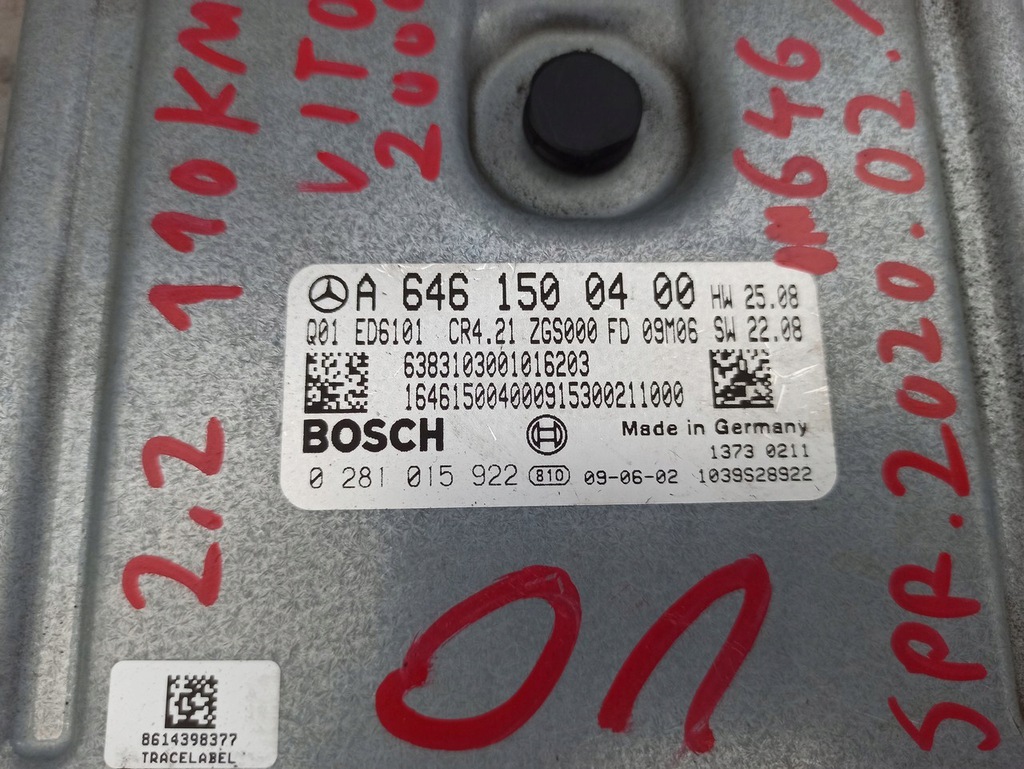 2.2 110 KM
VITO
OM646
SPR. 2020.02.
A 646 150 04 00 HW 25.08
Q01 ED6101 CR4.21 ZGS000 FD 09M06 SW 22.08
6383103001016203
164615004000915300211000
BOSCH
Made in Germany
1373 0211
0 281 015 922 810 09-06-02 1039S28922
01
8614398377
TRACELABEL